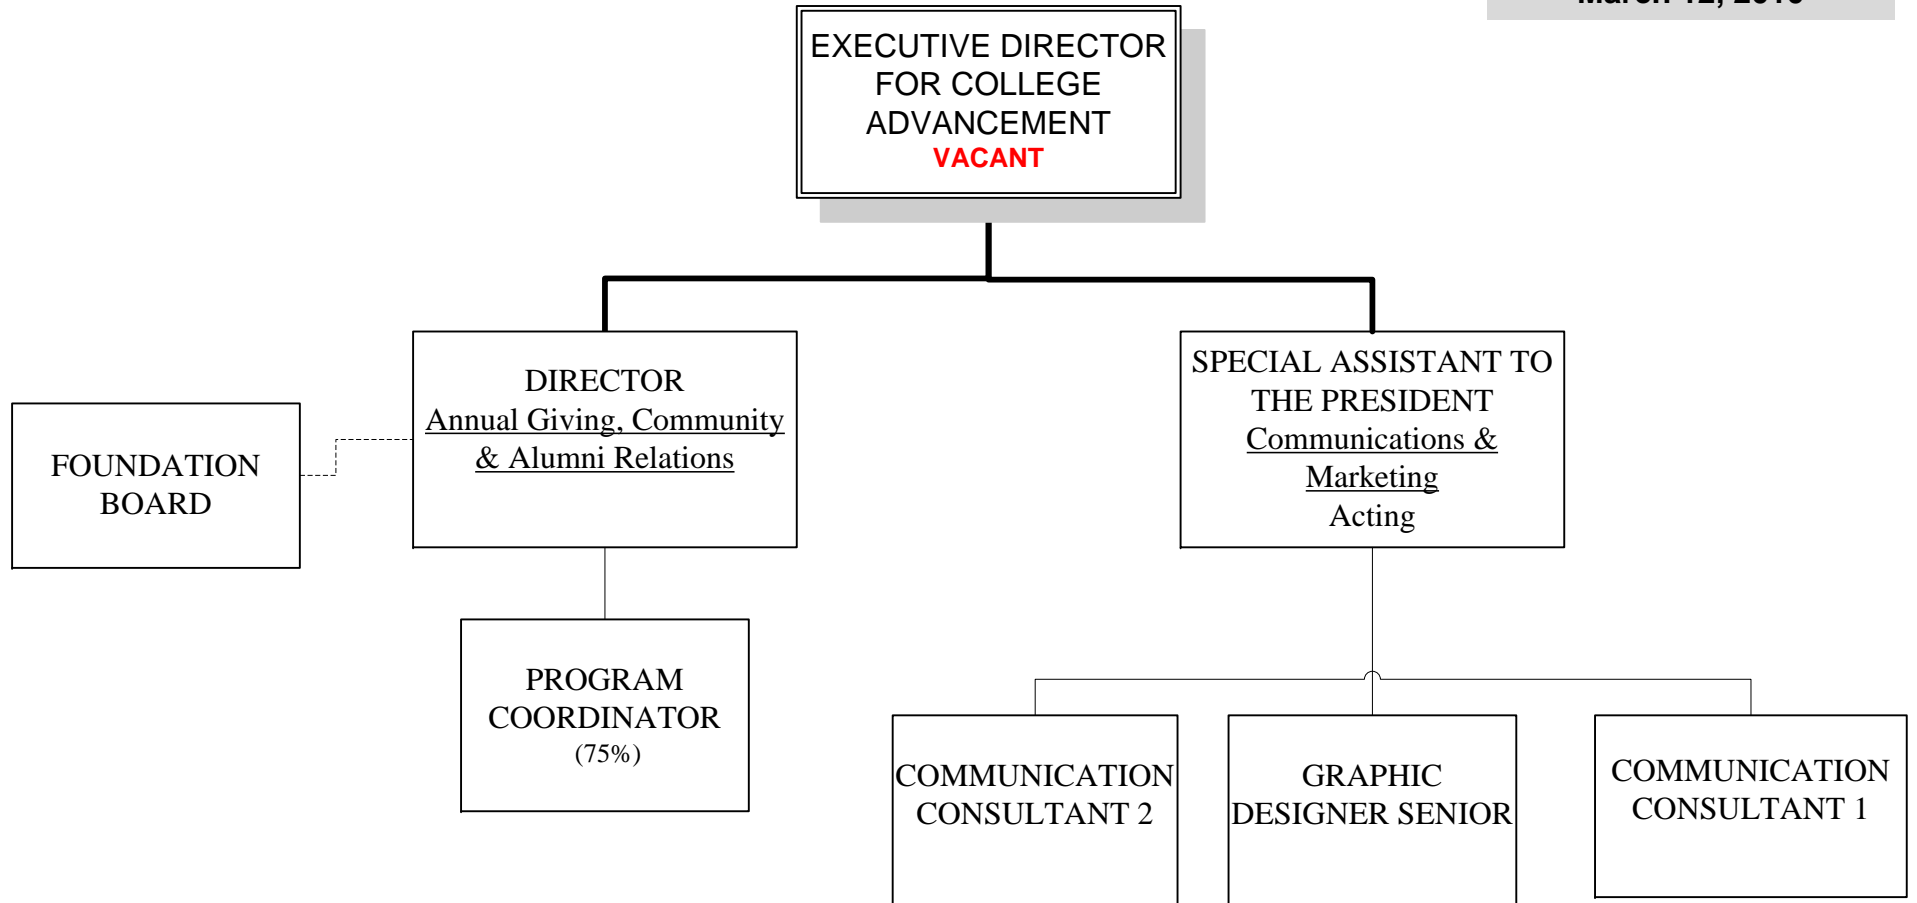 EXECUTIVE DIRECTOR
FOR COLLEGE
ADVANCEMENT
VACANT
DIRECTOR
Annual Giving, Community
& Alumni Relations
SPECIAL ASSISTANT TO
THE PRESIDENT
Communications &
Marketing
Acting
FOUNDATION
BOARD
PROGRAM
COORDINATOR
(75%)
COMMUNICATION
CONSULTANT 2
GRAPHIC
DESIGNER SENIOR
COMMUNICATION
CONSULTANT 1